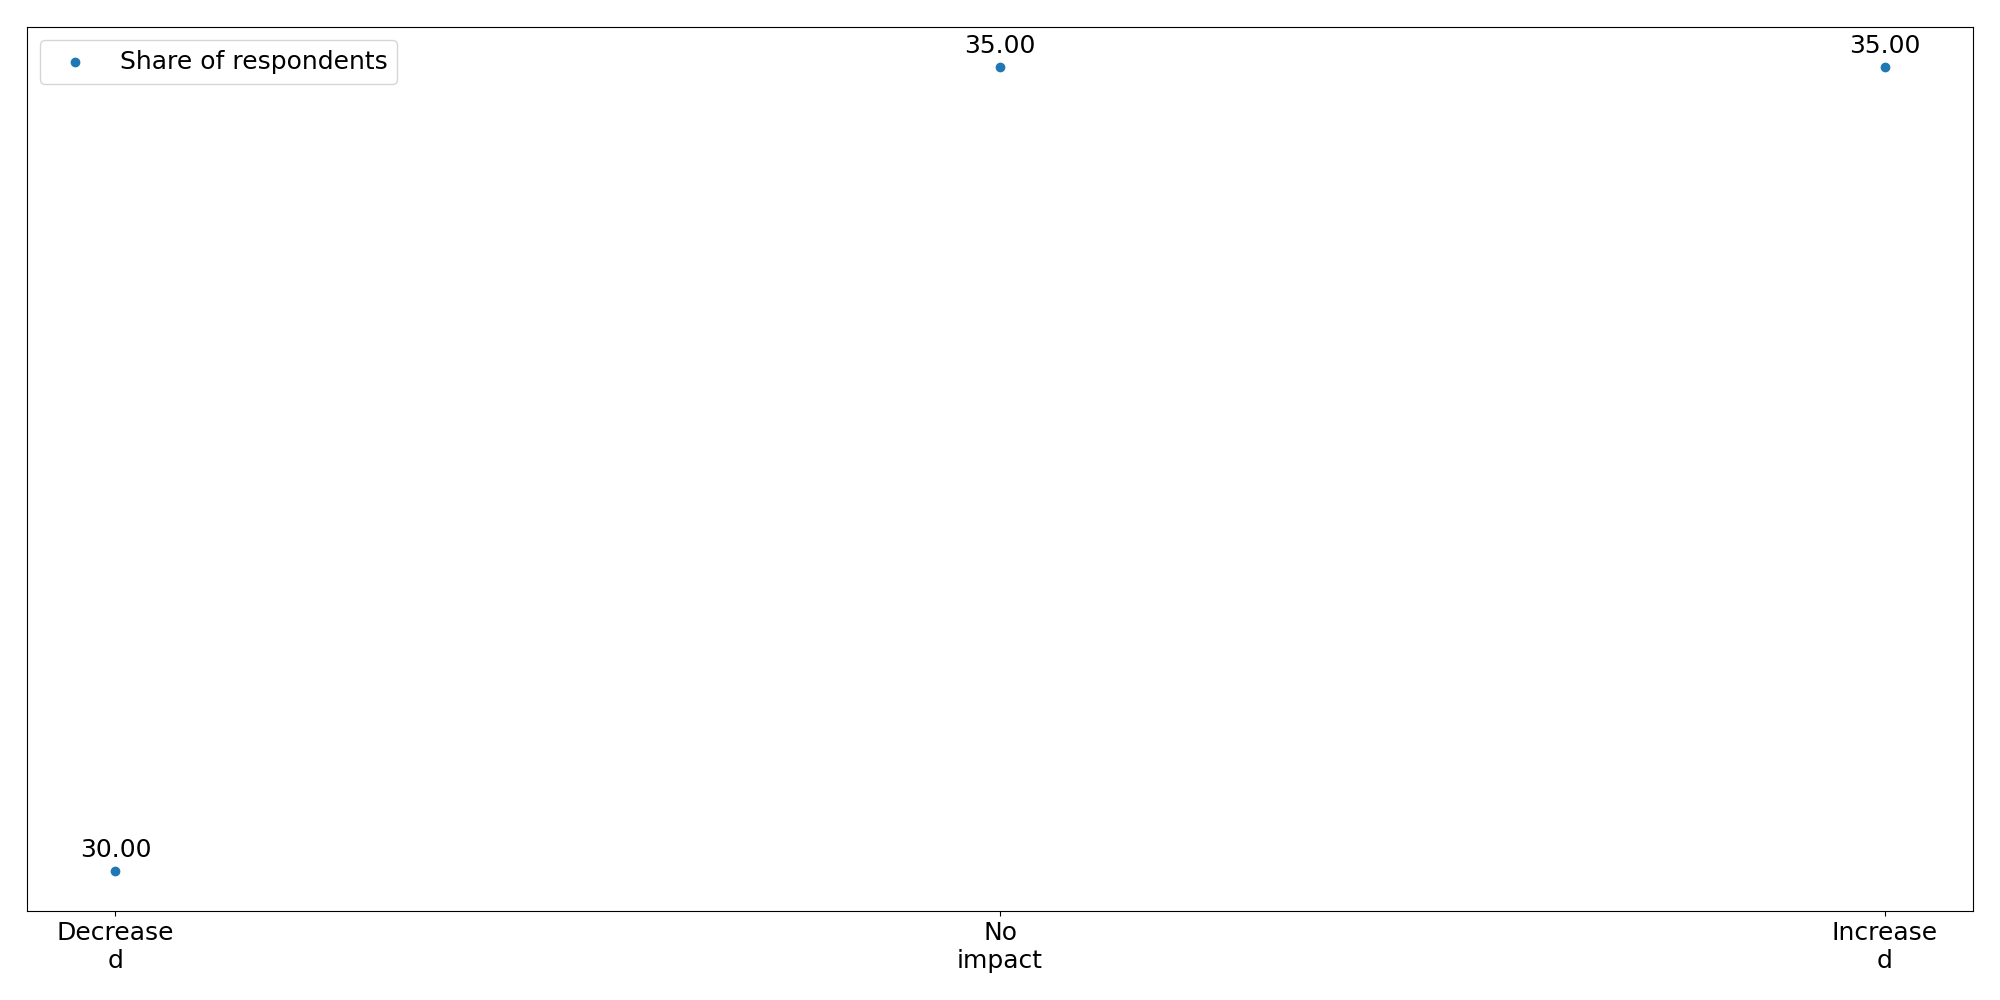 35.00
35.00
Share of respondents
30.00
Decrease
d
No
impact
Increase
d